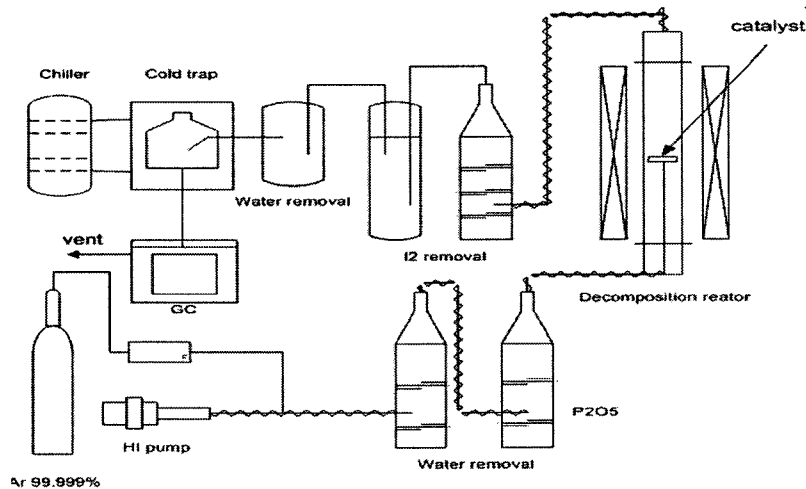 catalyst
Chiller
Cold trap
Water removal
I2 removal
vent
GC
Decomposition reator
P2O5
HI pump
Water removal
Ar 99.999%